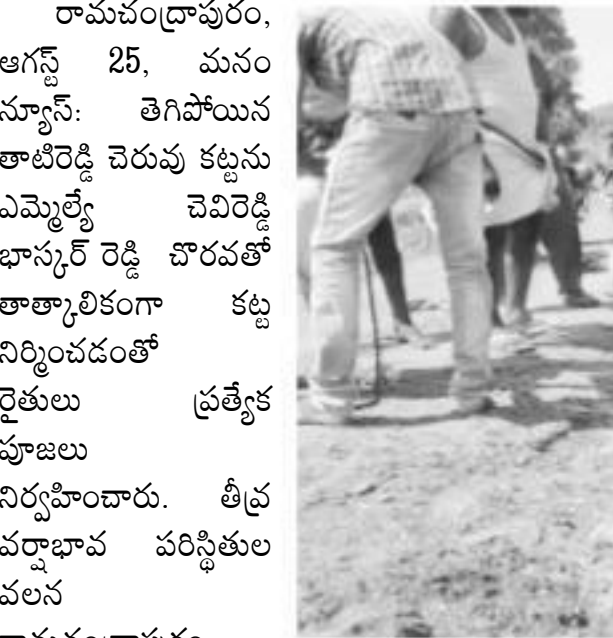 రామచంద్రాపురం,
ఆగస్ట్ 25, మనం
న్యూస్: తెగిపోయిన
తాటిరెడ్డి చెరువు కట్టను
ఎమ్మెల్యే చెవిరెడ్డి
భాస్కర్ రెడ్డి చొరవతో
తాత్కాలికంగా కట్ట
నిర్మించడంతో
రైతులు ప్రత్యేక
పూజలు
నిర్వహించారు. తీవ్ర
వర్షాభావ పరిస్థితుల
వలన